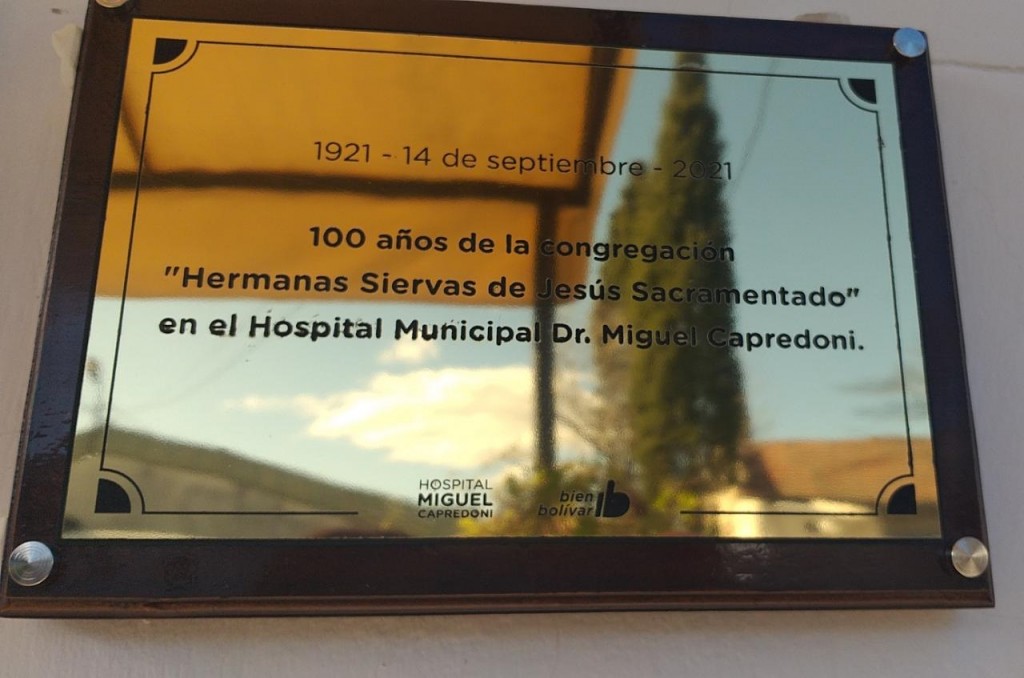 1921 - 14 de septiembre - 2021
100 años de la congregación
"Hermanas Siervas de Jesús Sacramentado"
en el Hospital Municipal Dr. Miguel Capredoni.
HOSPITAL
MIGUEL
CAPREDONI
bien
bolívar b